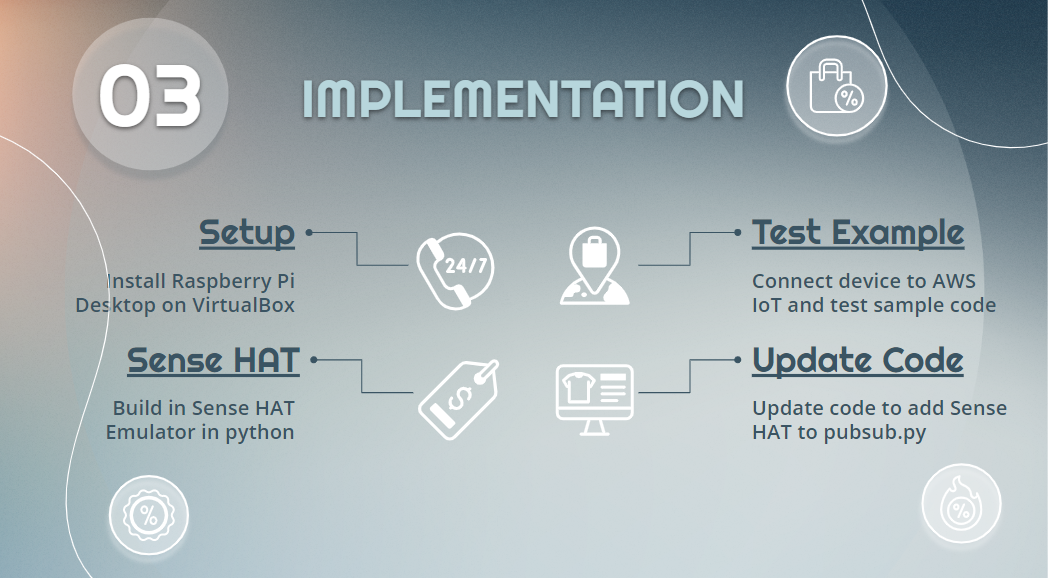 03
IMPLEMENTATION
%
Setup
Install Raspberry Pi
Desktop on VirtualBox
24/7
Test Example
Connect device to AWS
IoT and test sample code
Sense HAT
Build in Sense HAT
Emulator in python
$
Update Code
Update code to add Sense
HAT to pubsub.py
%
%